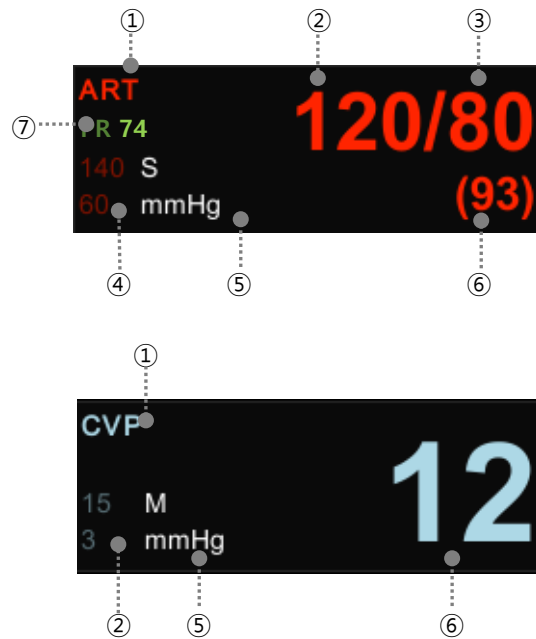 ① ② ③
ART 120/80
⑦ PR 74
140 S
60 mmHg (93)
④ ⑤ ⑥
①
CVP
12
15 M
3 mmHg
② ⑤ ⑥